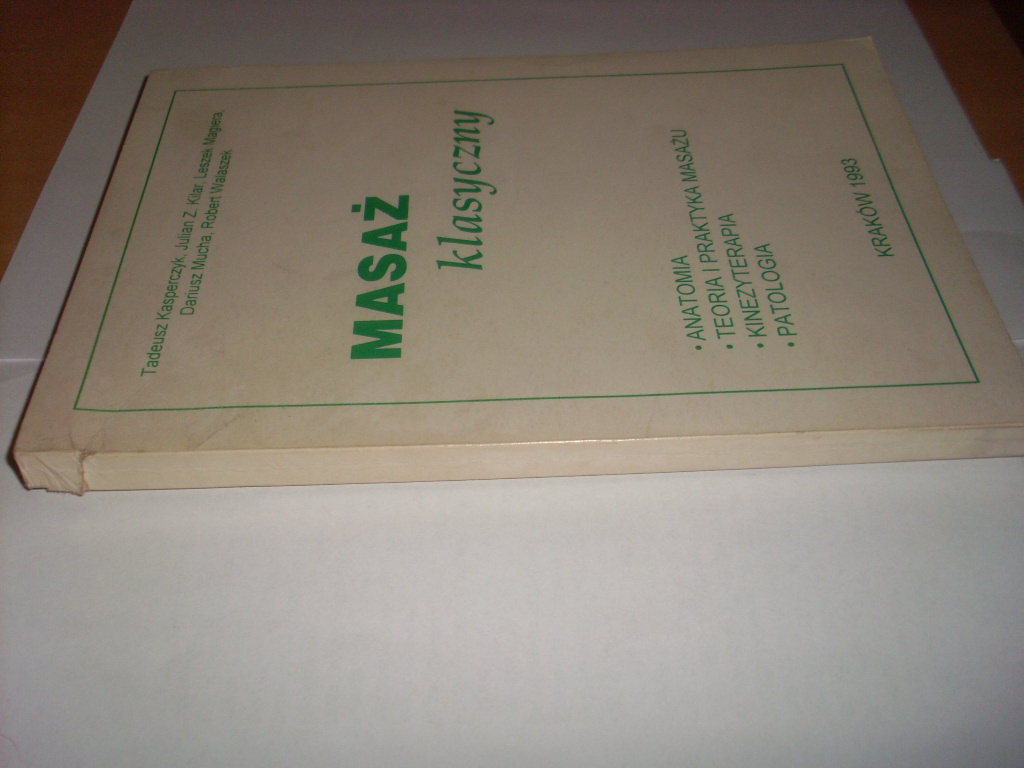 Tadeusz Kasperczyk, Julian Z. Kilar, Leczek Magiera,
Dariusz Mucha, Robert Walaszek
MASAŻ
klasyczny
• ANATOMIA
• TEORIA I PRAKTYKA MASAŻU
• KINEZYTERAPIA
• PATOLOGIA
KRAKÓW 1993